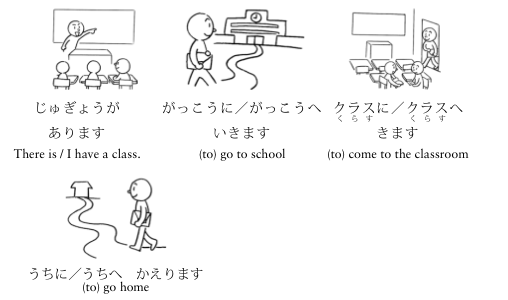 じゅぎょうが
あります
There is / I have a class.
がっこうに／がっこうへ
いきます
(to) go to school
クラスに／クラスへ
くらす くらす
きます
(to) come to the classroom
うちに／うちへ かえります
(to) go home